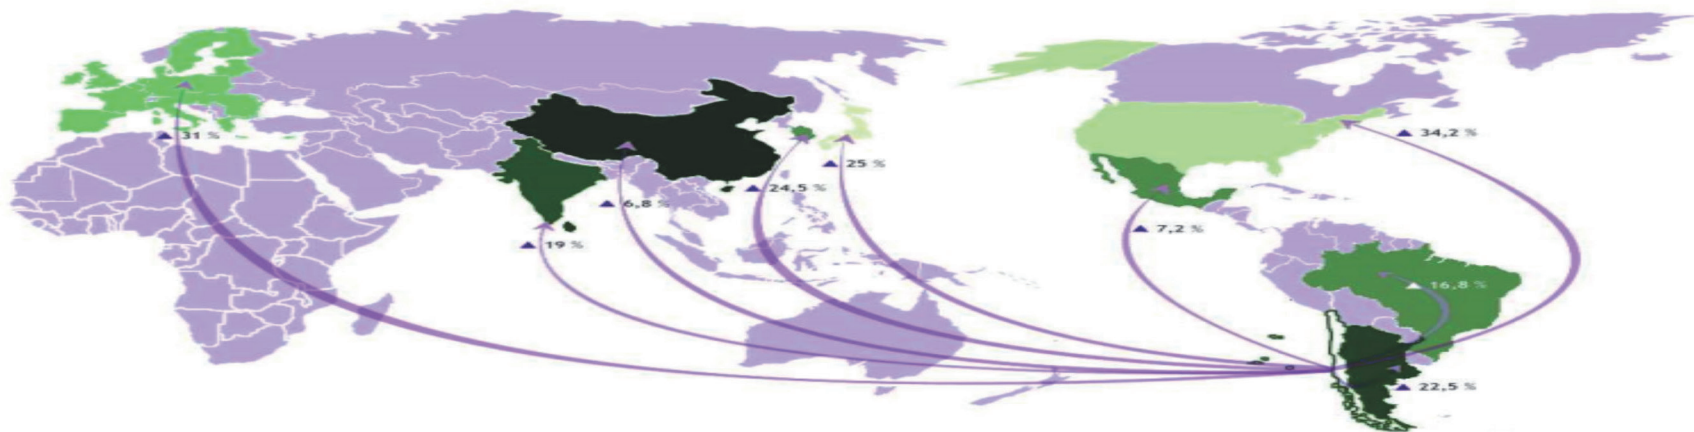 ▲ 31 %
▲ 34,2 %
▲ 25 %
▲ 24,5 %
▲ 6,8 %
▲ 7,2 %
▲ 19 %
▲ 16,8 %
▲ 22,5 %